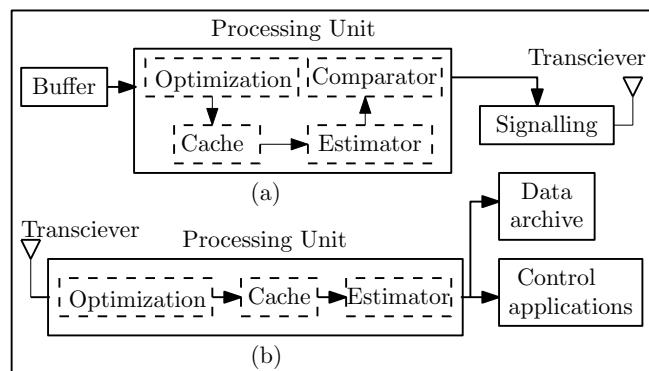 Processing Unit
Transciever
Buffer
Optimization
Comparator
Cache
Estimator
Signalling
(a)
Data
archive
Transciever
Processing Unit
Optimization
Cache
Estimator
Control
applications
(b)